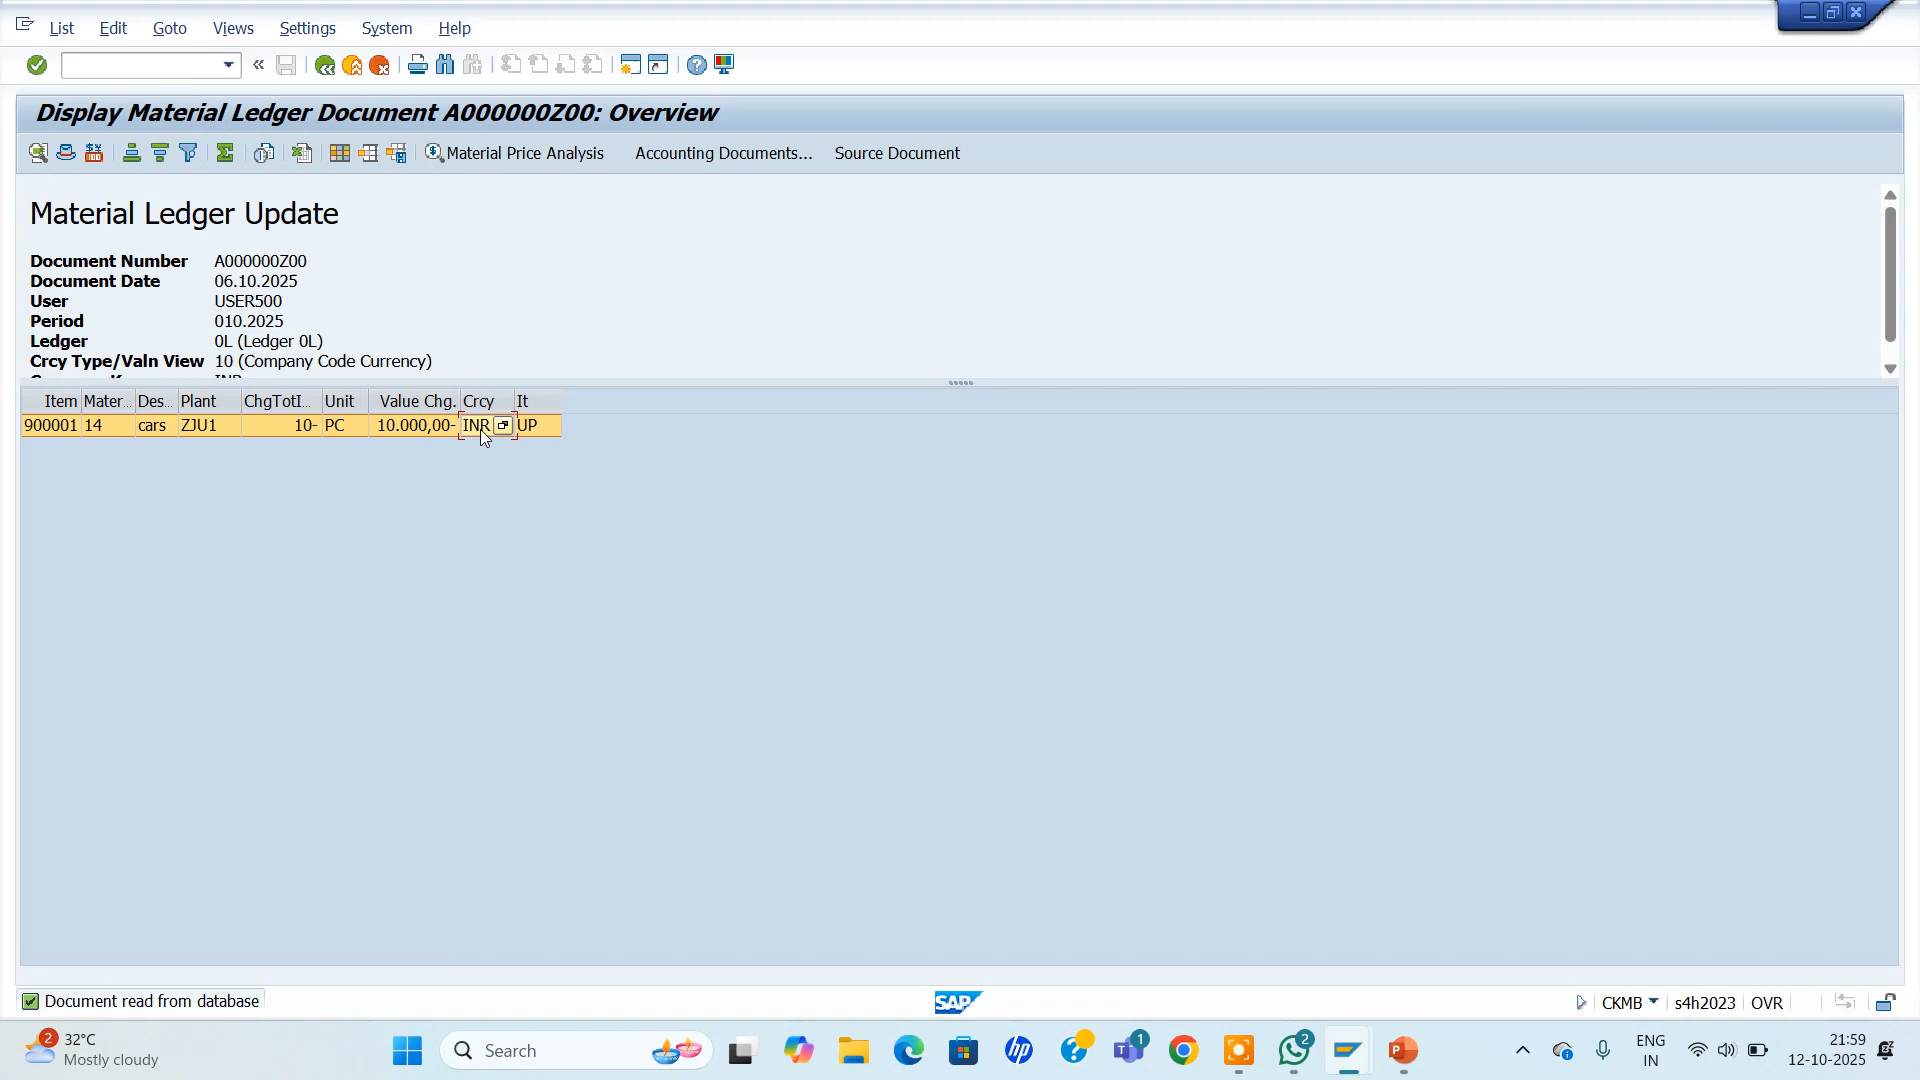 List Edit Goto Views Settings System Help
Display Material Ledger Document A000000Z00: Overview
Material Price Analysis Accounting Documents... Source Document
Material Ledger Update
Document Number A000000Z00
Document Date 06.10.2025
User USER500
Period 010.2025
Ledger 0L (Ledger 0L)
Crcy Type/Valn View 10 (Company Code Currency)
Item Mater... Des... Plant ChgTotI... Unit Value Chg. Crcy It
900001 14 cars ZJU1 10- PC 10.000,00- INR UP
Document read from database
SAP
CKMB s4h2023 OVR
2 32°C
Mostly cloudy
Search
1
2
ENG
IN
21:59
12-10-2025